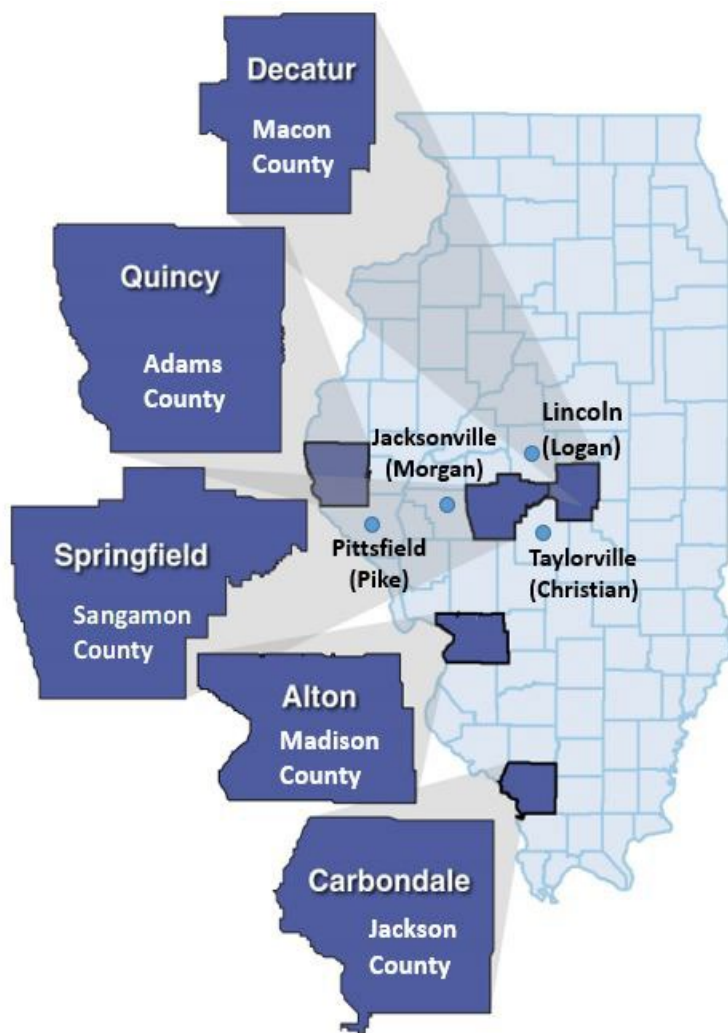 Decatur
Macon
County
Quincy
Adams
County
Lincoln
(Logan)
Jacksonville
(Morgan)
Springfield
Sangamon
County
Pittsfield
(Pike)
Taylorville
(Christian)
Alton
Madison
County
Carbondale
Jackson
County